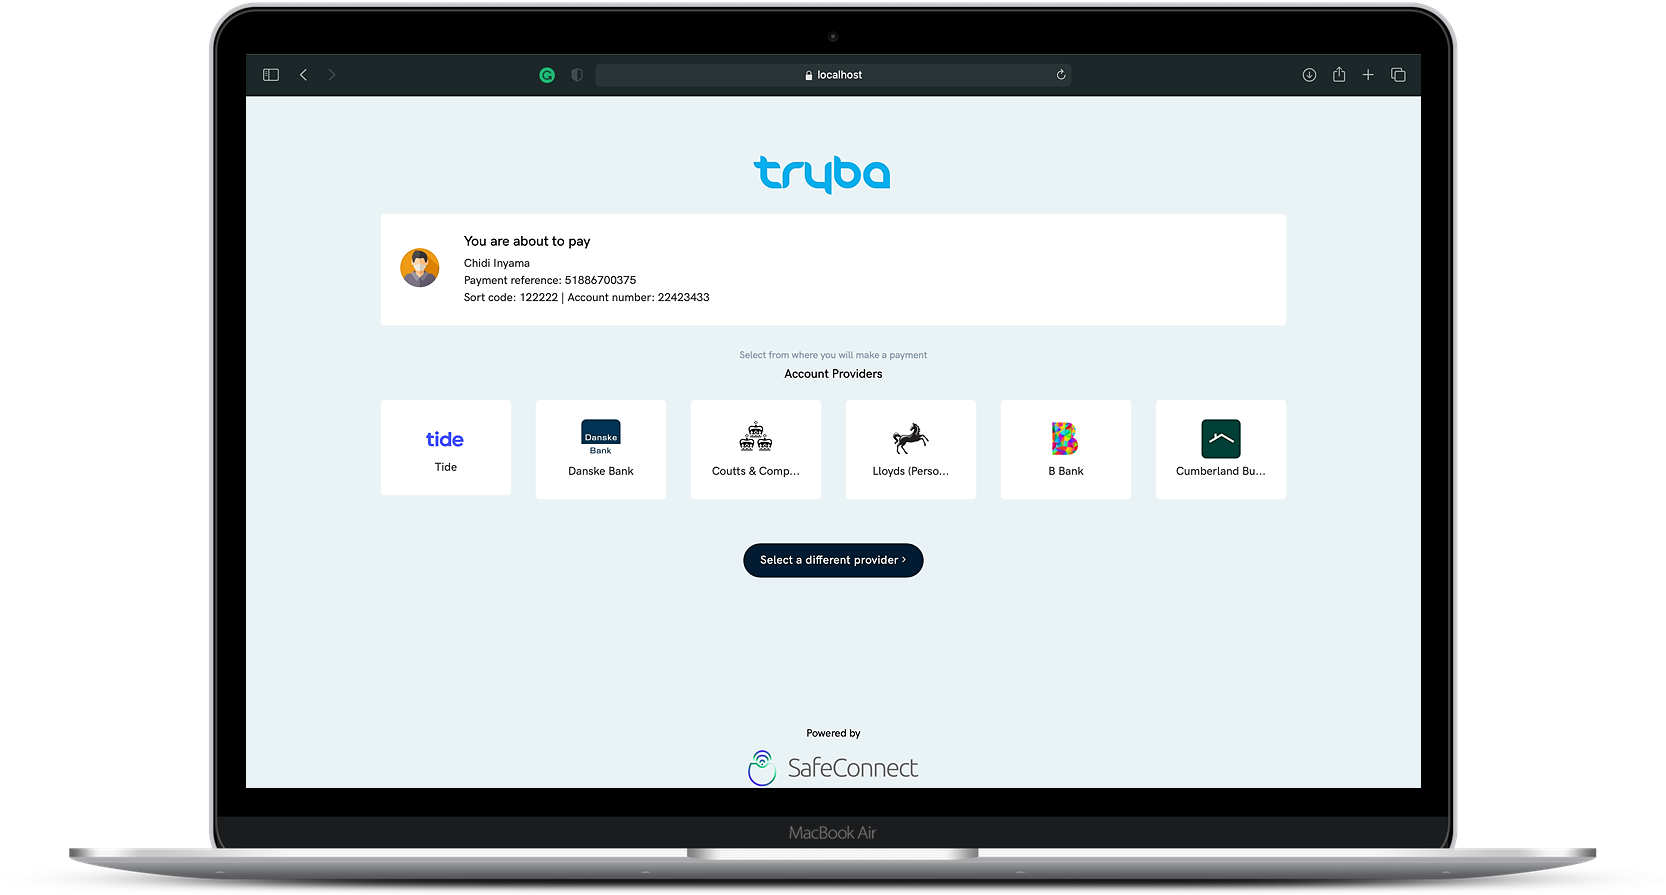 localhost
tryba
You are about to pay
Chidi Inyama
Payment reference: 51886700375
Sort code: 122222 | Account number: 22423433
Select from where you will make a payment
Account Providers
tide
Tide
Danske
Bank
Danske Bank
Coutts & Comp...
Lloyds (Perso...
B
B Bank
Cumberland Bu...
Select a different provider >
Powered by
SafeConnect
MacBook Air